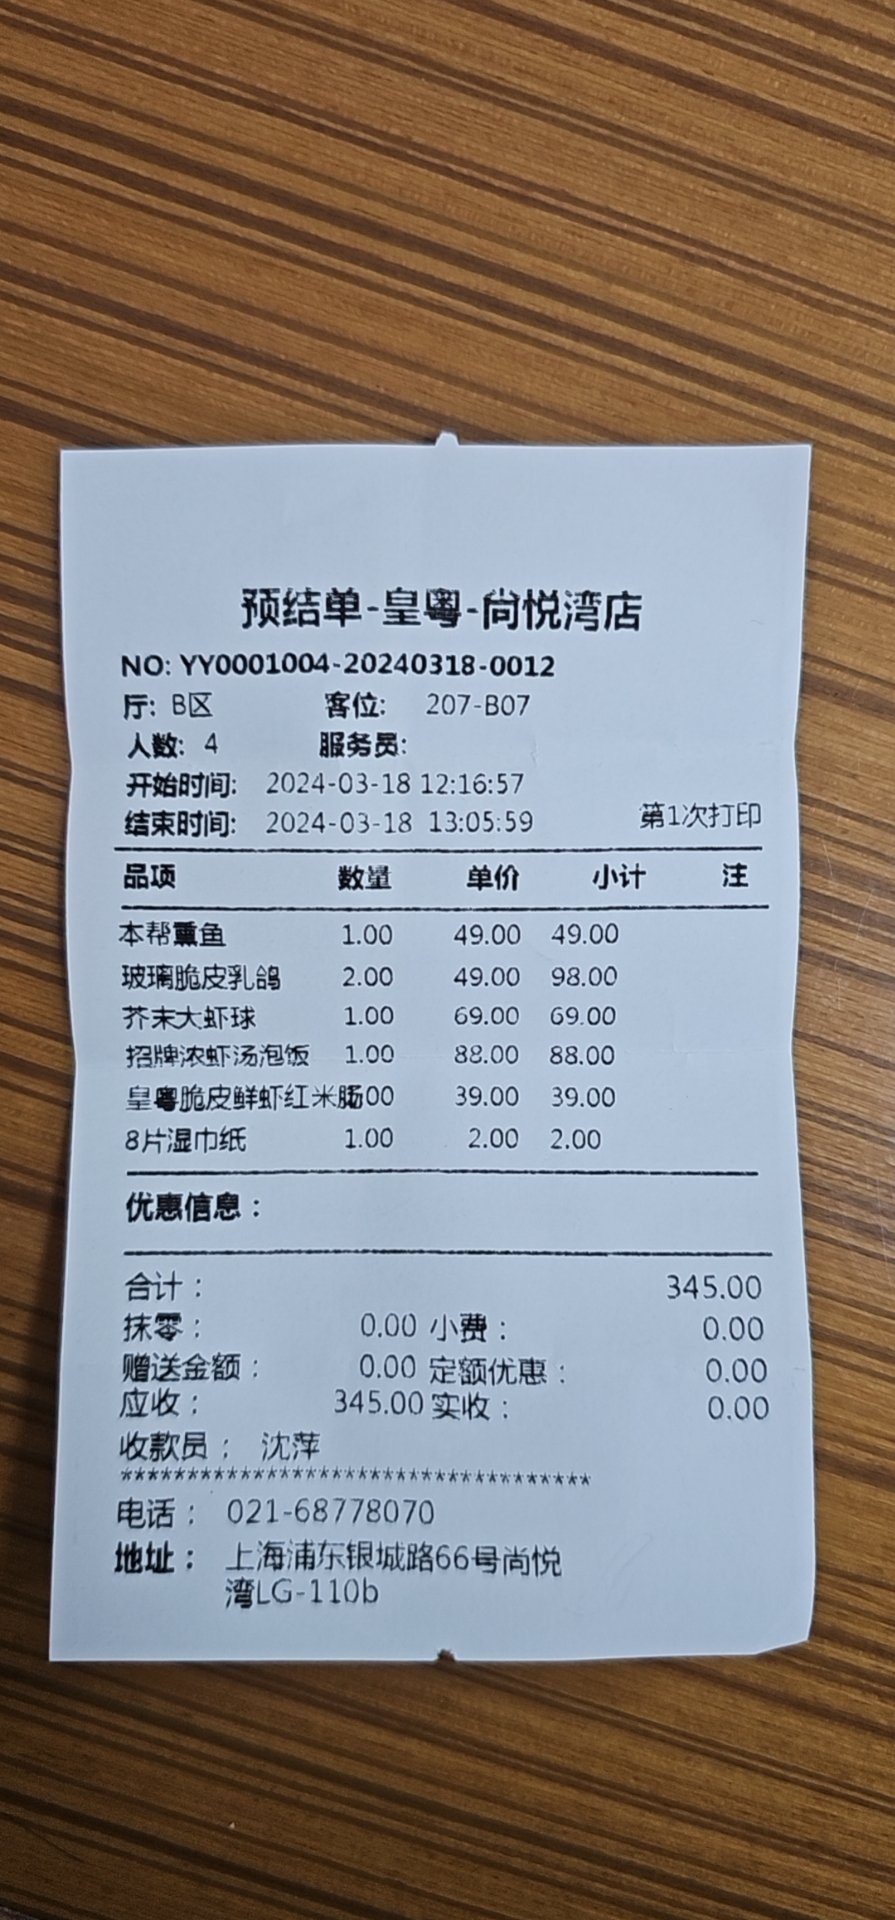 预结单-皇粤-尚悦湾店
NO: YY0001004-20240318-0012
厅: B区 客位: 207-B07
人数: 4 服务员:
开始时间: 2024-03-18 12:16:57
结束时间: 2024-03-18 13:05:59 第1次打印
品项 数量 单价 小计 注
本帮熏鱼 1.00 49.00 49.00
玻璃脆皮乳鸽 2.00 49.00 98.00
芥末大虾球 1.00 69.00 69.00
招牌浓虾汤泡饭 1.00 88.00 88.00
皇粤脆皮鲜虾红米肠 00 39.00 39.00
8片湿巾纸 1.00 2.00 2.00
优惠信息：
合计： 345.00
抹零： 0.00 小费： 0.00
赠送金额： 0.00 定额优惠： 0.00
应收： 345.00 实收： 0.00
收款员： 沈萍
************************************
电话： 021-68778070
地址： 上海浦东银城路66号尚悦
湾LG-110b